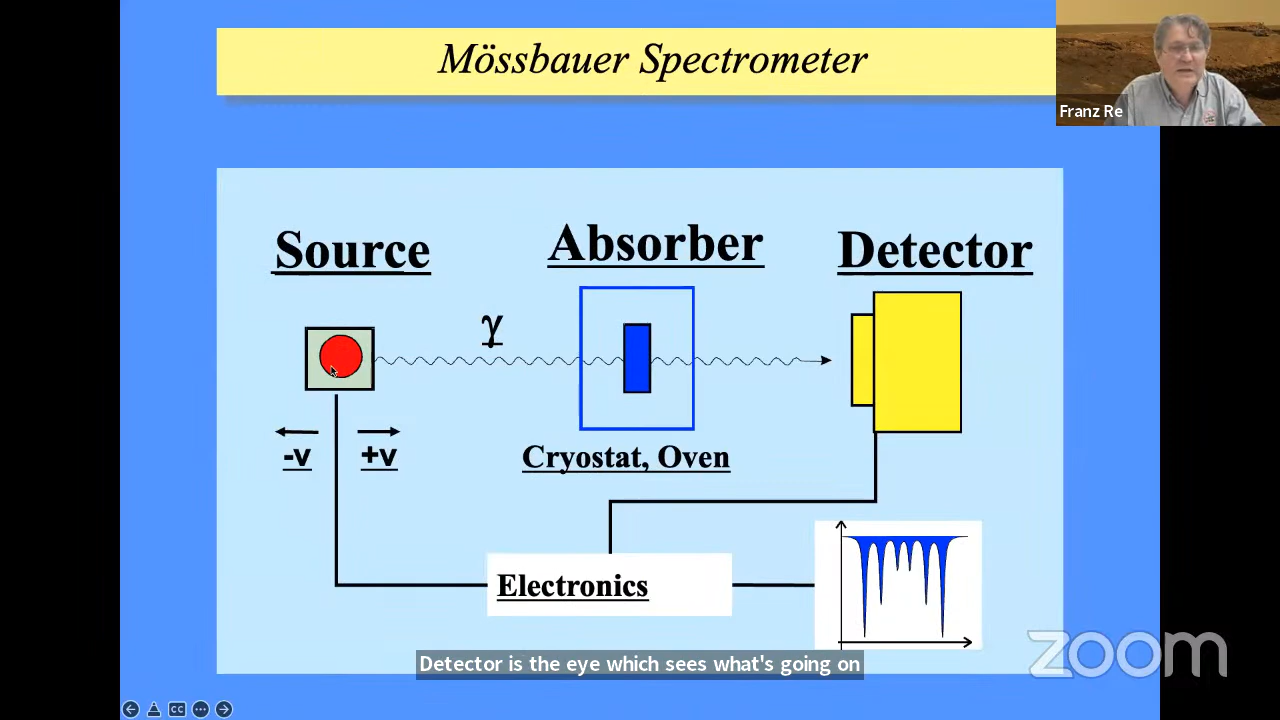 Mössbauer Spectrometer
Franz Re
Source
Absorber
Detector
γ
-v
+v
Cryostat, Oven
Electronics
Detector is the eye which sees what's going on
zoom
CC